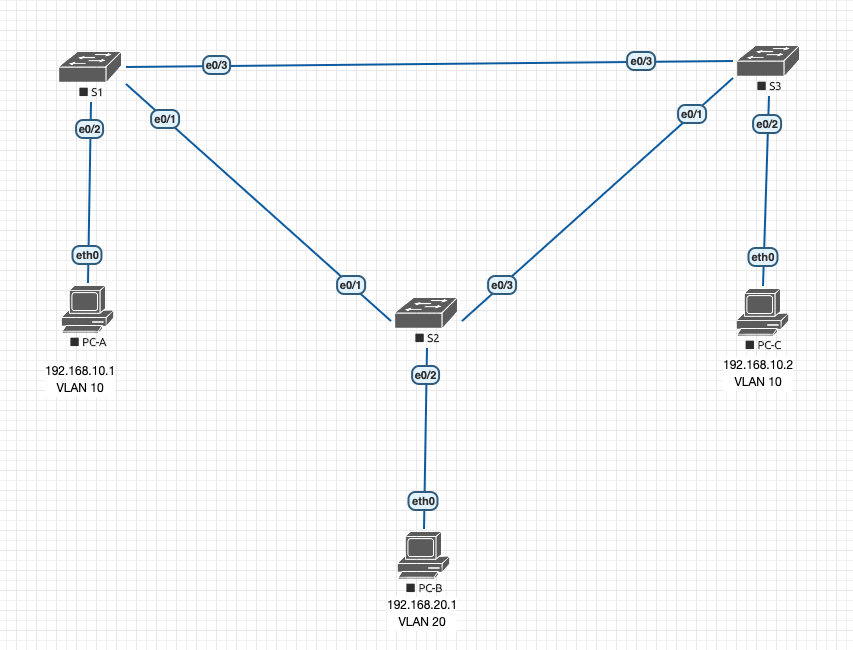 e0/3
e0/3
S1
S3
e0/2
e0/1
e0/1
e0/2
eth0
eth0
e0/1
e0/3
PC-A
S2
PC-C
192.168.10.1
VLAN 10
192.168.10.2
VLAN 10
e0/2
eth0
PC-B
192.168.20.1
VLAN 20